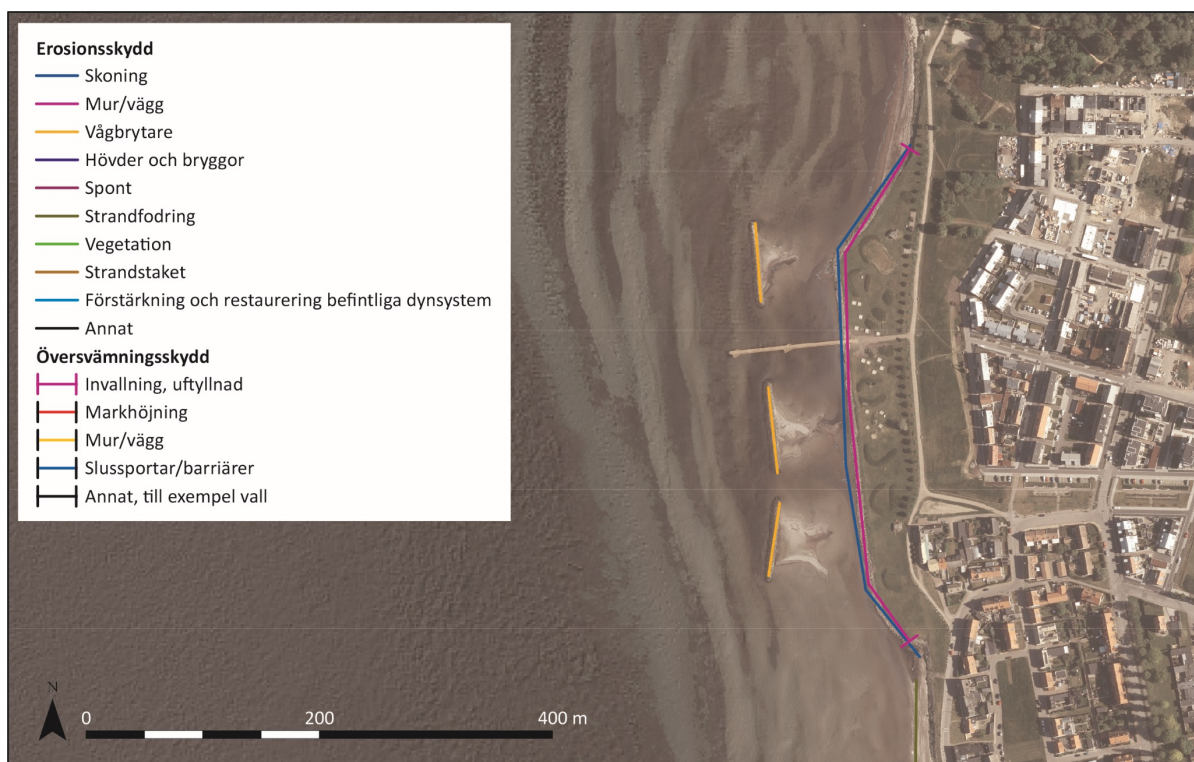 Erosionsskydd
Skoning
Mur/vägg
Vågbrytare
Hövder och bryggor
Spont
Strandfodring
Vegetation
Strandstaket
Förstärkning och restaurering befintliga dynsystem
Annat
Översvämningsskydd
Invallning, uftyllnad
Markhöjning
Mur/vägg
Slussportar/barriärer
Annat, till exempel vall
N
0 200 400 m